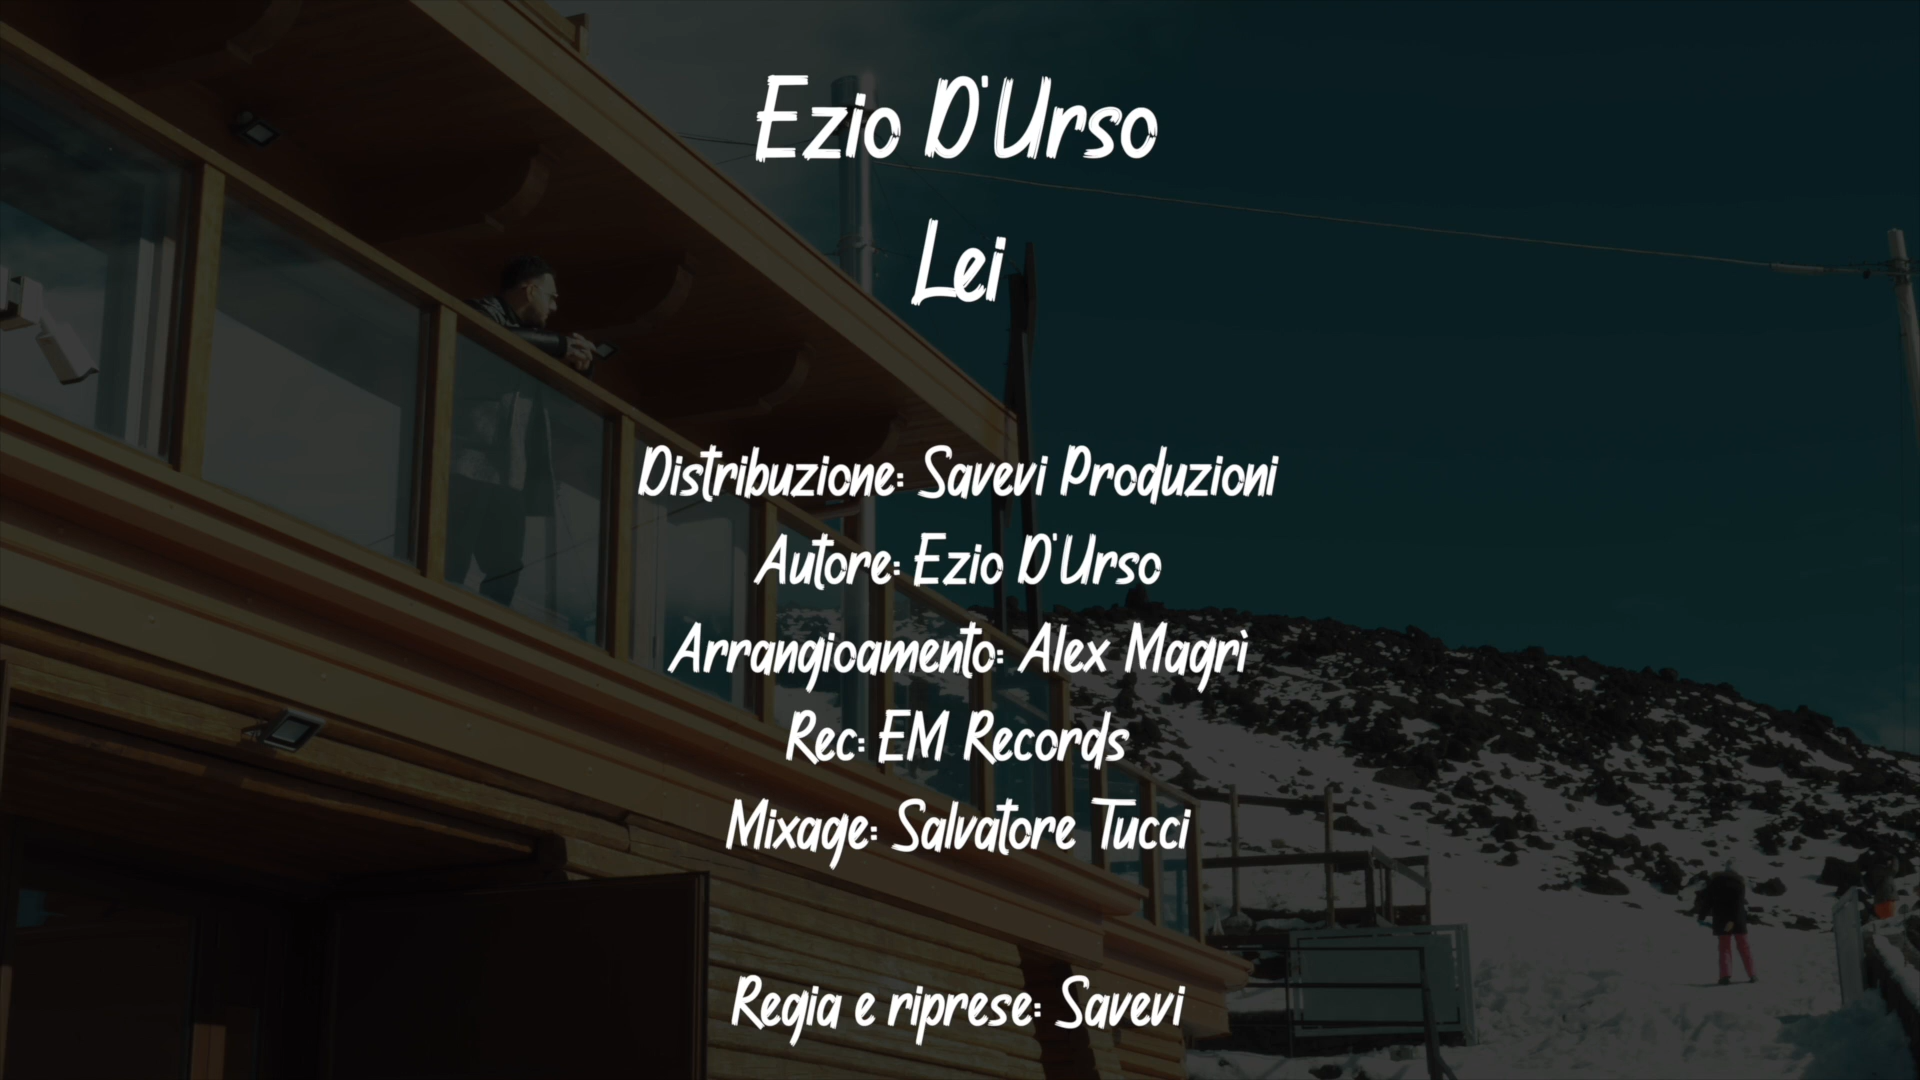 Ezio D'Urso
Lei
Distribuzione: Savevi Produzioni
Autore: Ezio D'Urso
Arrangioamento: Alex Magrì
Rec: EM Records
Mixage: Salvatore Tucci
Regia e riprese: Savevi